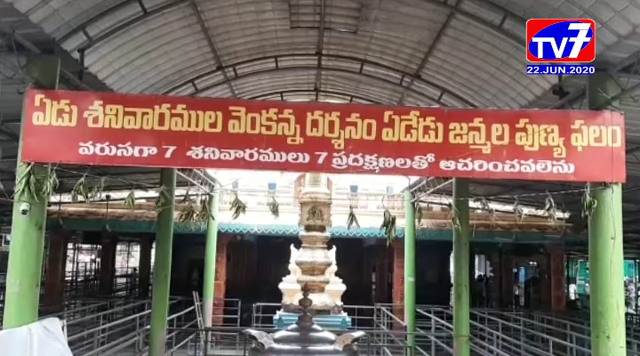 TV7
22.JUN.2020
ఏడు శనివారముల వెంకన్న దర్శనం ఏడేడు జన్మల పుణ్య ఫలం
వరుసగా 7 శనివారములు 7 ప్రదక్షణలతో ఆచరించవలెను